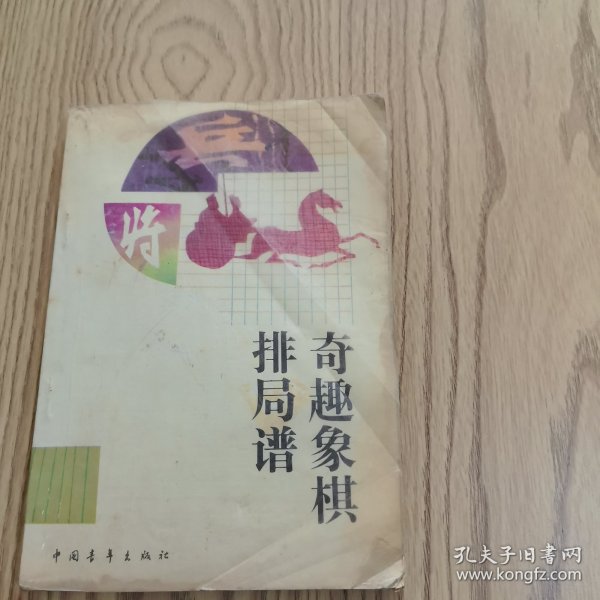 将
奇趣象棋
排局谱
中国青年出版社
孔夫子旧书网
www.kongfz.com